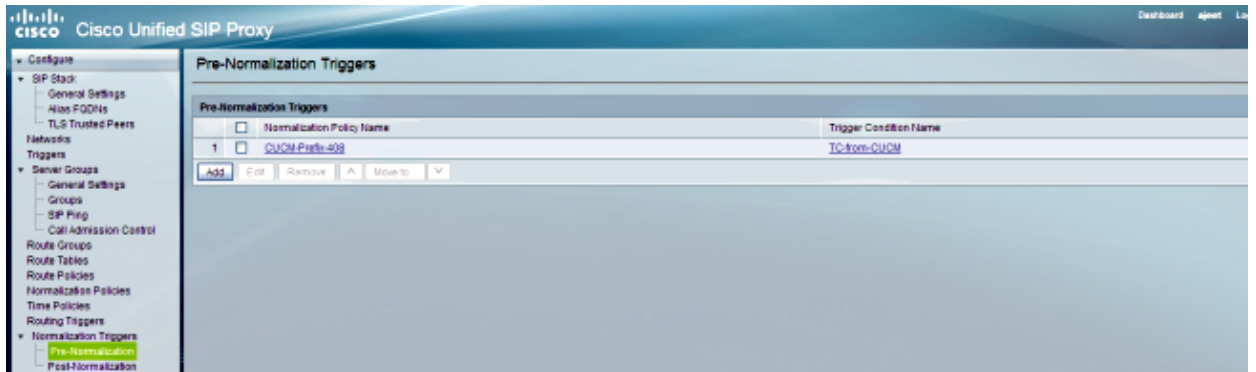 Dashboard ajeet
cisco Cisco Unified SIP Proxy
Configure
SIP Stack
General Settings
Alias FQDNs
TLS Trusted Peers
Networks
Triggers
Server Groups
General Settings
Groups
SIP Ping
Call Admission Control
Route Groups
Route Tables
Route Policies
Normalization Policies
Time Policies
Routing Triggers
Normalization Triggers
Pre-Normalization
Post-Normalization
Pre-Normalization Triggers
Pre-Normalization Triggers
Normalization Policy Name Trigger Condition Name
1 CUCM-Prefix-408 TC-from-CUCM
Add Edit Remove Move to